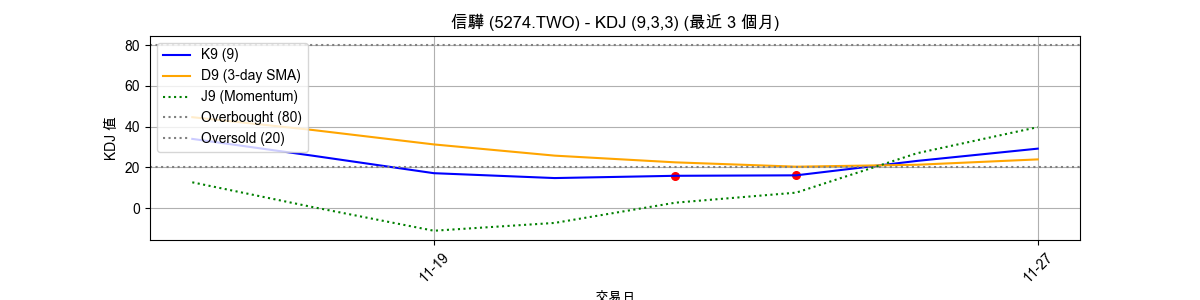 信驊 (5274.TWO) - KDJ (9,3,3) (最近 3 個月)
K9 (9)
D9 (3-day SMA)
J9 (Momentum)
Overbought (80)
Oversold (20)
KDJ 值
80
60
40
20
0
11-19
11-27
交易日